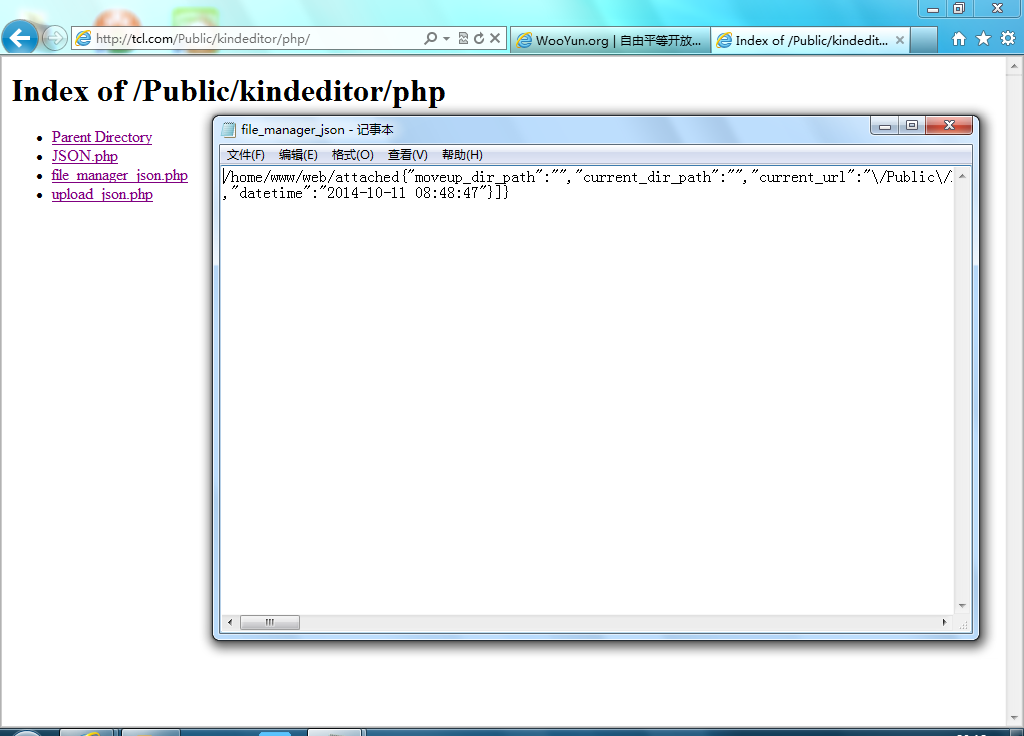 http://tcl.com/Public/kindeditor/php/
WooYun.org | 自由平等开放...
Index of /Public/kindedit...
Index of /Public/kindeditor/php
Parent Directory
JSON.php
file_manager_json.php
upload_json.php
file_manager_json - 记事本
文件(F) 编辑(E) 格式(O) 查看(V) 帮助(H)
/home/www/web/attached{"moveup_dir_path":"","current_dir_path":"","current_url":"\/Public\/
,"datetime":"2014-10-11 08:48:47"}]}